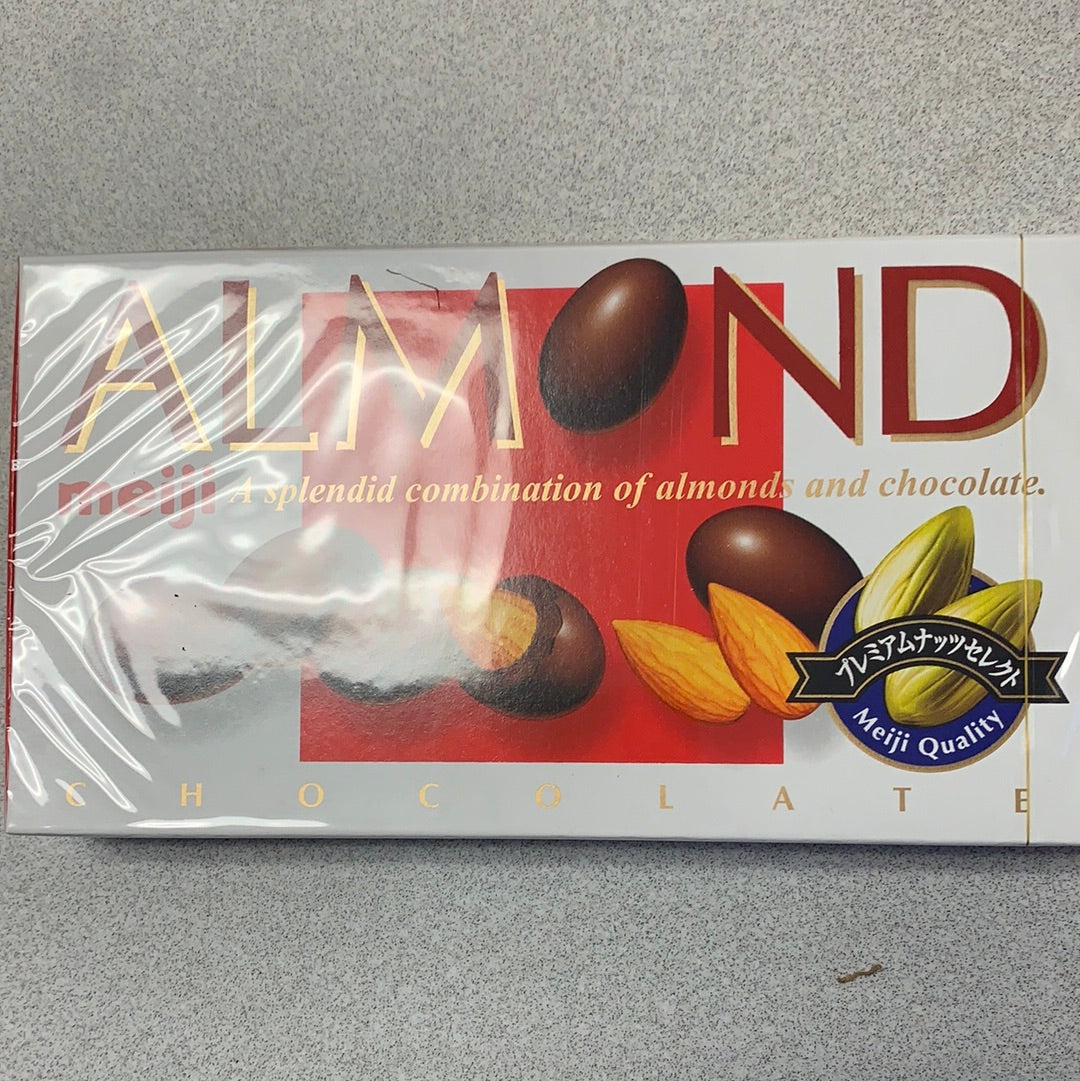 ALMOND
meiji A splendid combination of almonds and chocolate.
プレミアムナッツセレクト
Meiji Quality
CHOCOLATE